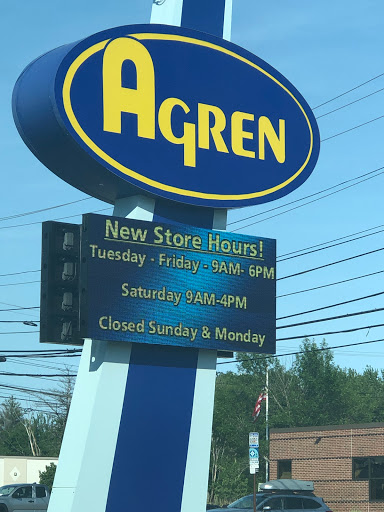 AGREN
New Store Hours!
Tuesday - Friday - 9AM- 6PM
Saturday 9AM-4PM
Closed Sunday & Monday